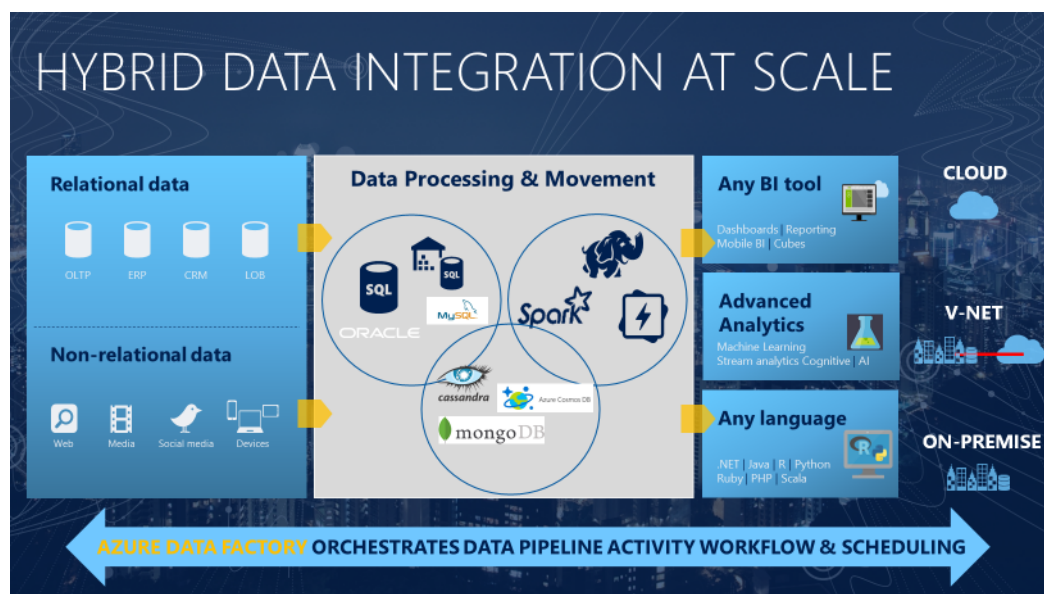 HYBRID DATA INTEGRATION AT SCALE
Relational data
OLTP ERP CRM LOB
Non-relational data
Web Media Social media Devices
Data Processing & Movement
SQL
SQL
ORACLE
MySQL
Spark
cassandra
Azure Cosmos DB
mongoDB
Any BI tool
Dashboards | Reporting
Mobile BI | Cubes
Advanced
Analytics
Machine Learning
Stream analytics Cognitive | AI
Any language
.NET | Java | R | Python
Ruby | PHP | Scala
R
CLOUD
V-NET
ON-PREMISE
AZURE DATA FACTORY ORCHESTRATES DATA PIPELINE ACTIVITY WORKFLOW & SCHEDULING